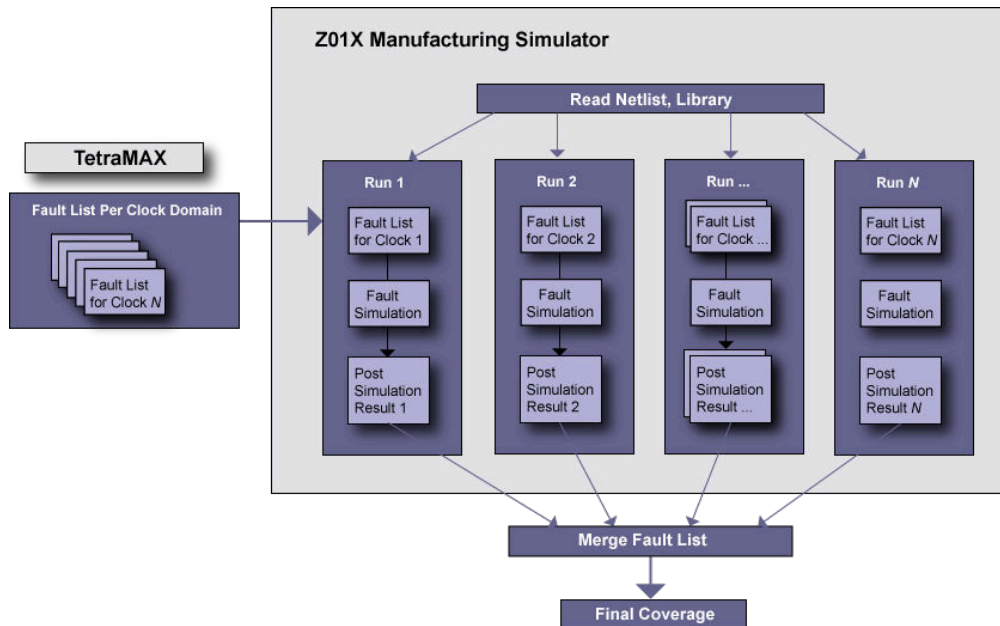 Z01X Manufacturing Simulator
Read Netlist, Library
TetraMAX
Fault List Per Clock Domain
Fault List
for Clock N
Run 1
Fault List
for Clock 1
Fault
Simulation
Post
Simulation
Result 1
Run 2
Fault List
for Clock 2
Fault
Simulation
Post
Simulation
Result 2
Run ...
Fault List
for Clock ...
Fault
Simulation
Post
Simulation
Result ...
Run N
Fault List
for Clock N
Fault
Simulation
Post
Simulation
Result N
Merge Fault List
Final Coverage